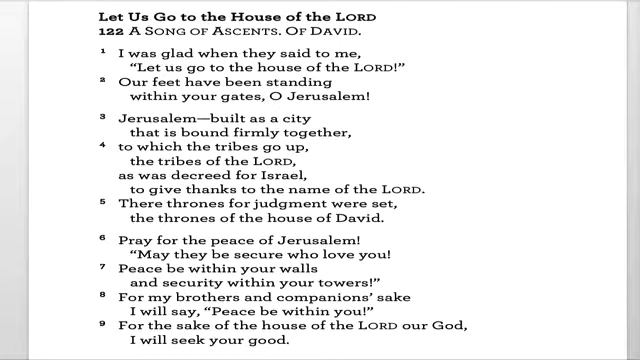 Let Us Go to the House of the LORD
122 A SONG OF ASCENTS. OF DAVID.
1 I was glad when they said to me,
“Let us go to the house of the LORD!”
2 Our feet have been standing
within your gates, O Jerusalem!
3 Jerusalem—built as a city
that is bound firmly together,
4 to which the tribes go up,
the tribes of the LORD,
as was decreed for Israel,
to give thanks to the name of the LORD.
5 There thrones for judgment were set,
the thrones of the house of David.
6 Pray for the peace of Jerusalem!
“May they be secure who love you!
7 Peace be within your walls
and security within your towers!”
8 For my brothers and companions’ sake
I will say, “Peace be within you!”
9 For the sake of the house of the LORD our God,
I will seek your good.